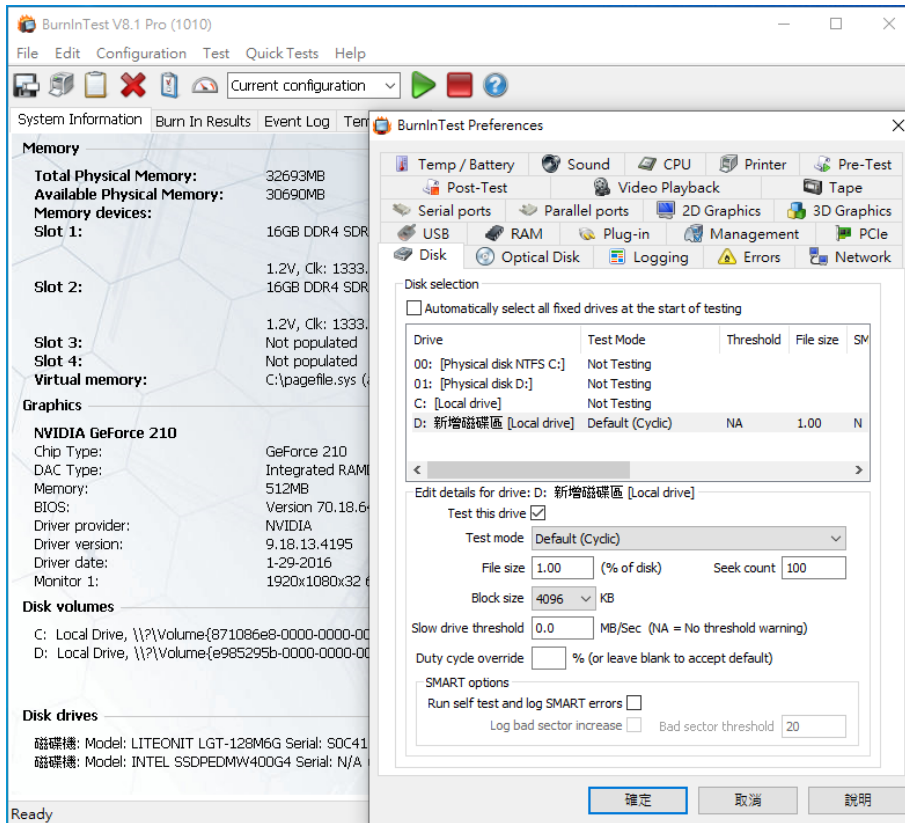 BurnInTest V8.1 Pro (1010)
File Edit Configuration Test Quick Tests Help
Current configuration
System Information Burn In Results Event Log
Memory
Total Physical Memory: 32693MB
Available Physical Memory: 30690MB
Memory devices:
Slot 1: 16GB DDR4 SDR
1.2V, Clk: 1333.
Slot 2: 16GB DDR4 SDR
1.2V, Clk: 1333.
Slot 3: Not populated
Slot 4: Not populated
Virtual memory: C:\pagefile.sys
Graphics
NVIDIA GeForce 210
Chip Type: GeForce 210
DAC Type: Integrated RAM
Memory: 512MB
BIOS: Version 70.18.6
Driver provider: NVIDIA
Driver version: 9.18.13.4195
Driver date: 1-29-2016
Monitor 1: 1920x1080x32
Disk volumes
C: Local Drive, \\?\Volume{871086e8-0000-0000-00
D: Local Drive, \\?\Volume{e985295b-0000-0000-00
Disk drives
磁碟機: Model: LITEONIT LGT-128M6G Serial: S0C41
磁碟機: Model: INTEL SSDPEDMW400G4 Serial: N/A
Ready
BurnInTest Preferences
Temp / Battery Sound CPU Printer Pre-Test
Post-Test Video Playback Tape
Serial ports Parallel ports 2D Graphics 3D Graphics
USB RAM Plug-in Management PCIe
Disk Optical Disk Logging Errors Network
Disk selection
Automatically select all fixed drives at the start of testing
Drive Test Mode Threshold File size SM
00: [Physical disk NTFS C:] Not Testing
01: [Physical disk D:] Not Testing
C: [Local drive] Not Testing
D: 新增磁碟區 [Local drive] Default (Cyclic) NA 1.00 N
Edit details for drive: D: 新增磁碟區 [Local drive]
Test this drive
Test mode Default (Cyclic)
File size 1.00 (% of disk) Seek count 100
Block size 4096 KB
Slow drive threshold 0.0 MB/Sec (NA = No threshold warning)
Duty cycle override % (or leave blank to accept default)
SMART options
Run self test and log SMART errors
Log bad sector increase Bad sector threshold 20
確定 取消 說明